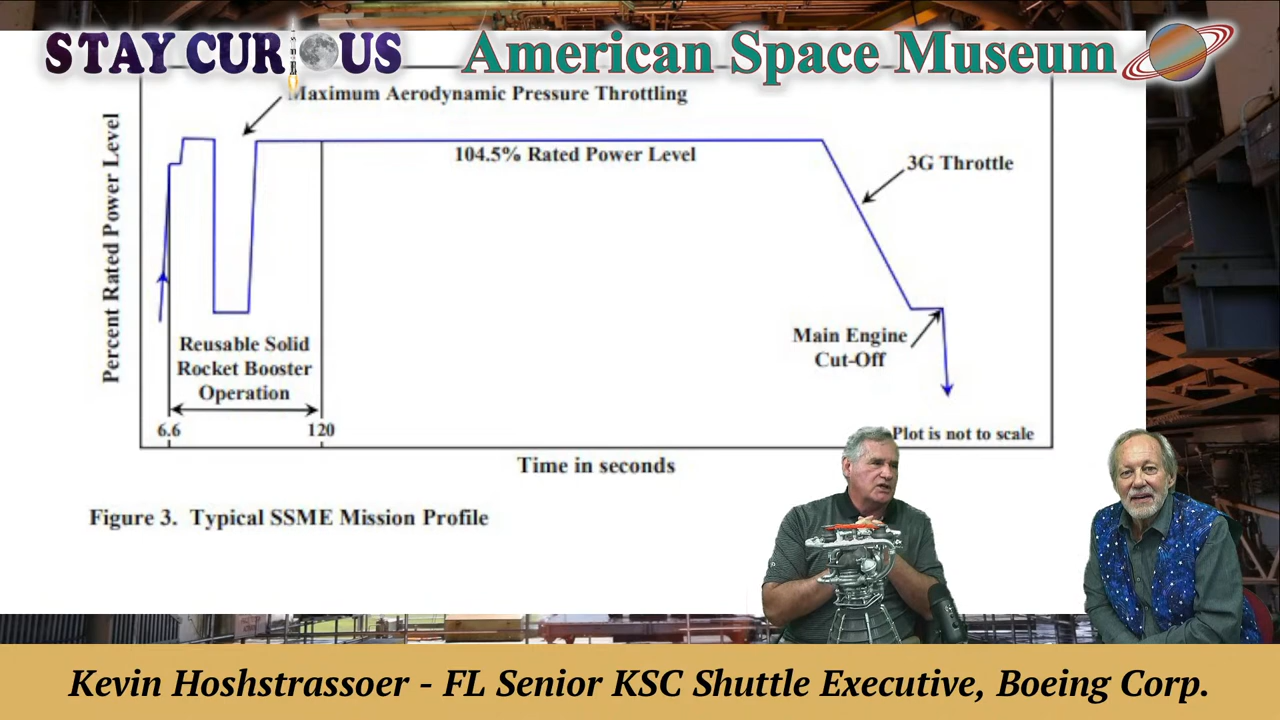 STAY CURIOUS
American Space Museum
Maximum Aerodynamic Pressure Throttling
Percent Rated Power Level
104.5% Rated Power Level
3G Throttle
Reusable Solid
Rocket Booster
Operation
Main Engine
Cut-Off
6.6
120
Plot is not to scale
Time in seconds
Figure 3. Typical SSME Mission Profile
Kevin Hoshstrassoer - FL Senior KSC Shuttle Executive, Boeing Corp.